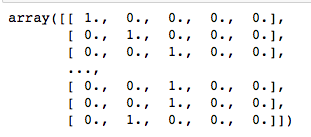 array([[ 1., 0., 0., 0., 0.],
[ 0., 1., 0., 0., 0.],
[ 0., 0., 1., 0., 0.],
...,
[ 0., 0., 1., 0., 0.],
[ 0., 0., 1., 0., 0.],
[ 0., 1., 0., 0., 0.]])